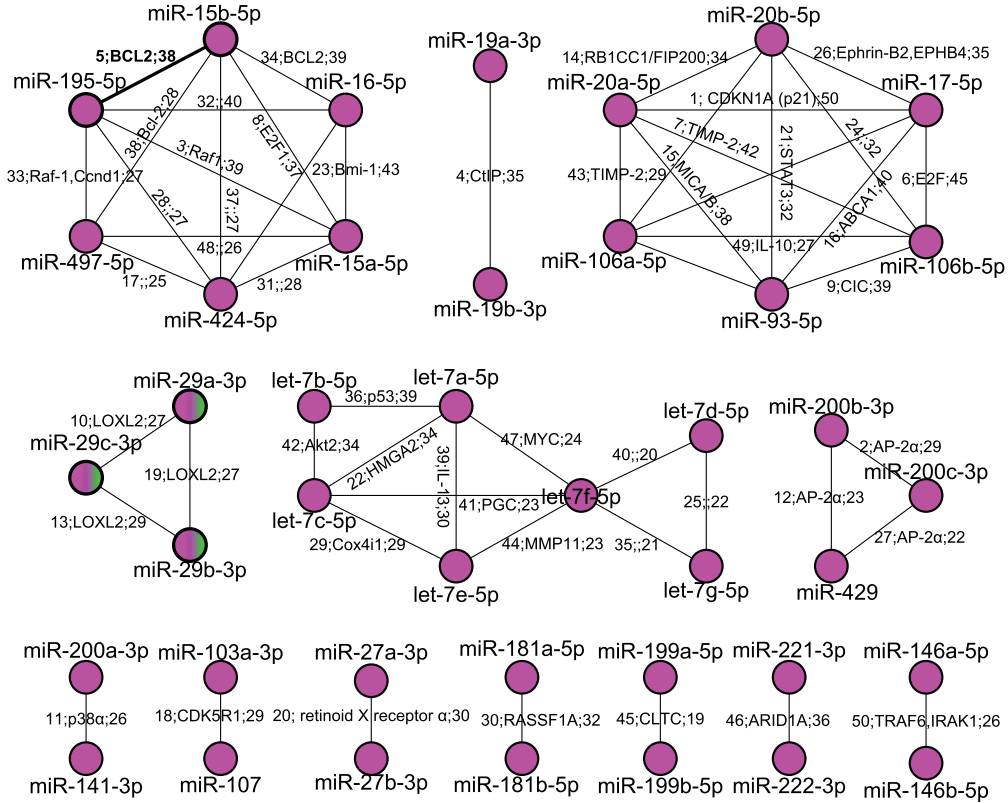 miR-15b-5p
5;BCL2;38
34;BCL2;39
miR-195-5p
miR-16-5p
32;;40
38;Bcl-2;28
8;E2F1;37
3;Raf1;39
33;Raf-1,Ccnd1;27
23;Bmi-1;43
28;;27
37;;27
48;;26
miR-497-5p
miR-15a-5p
17;;25
31;;28
miR-424-5p
miR-19a-3p
4;CtIP;35
miR-19b-3p
miR-20b-5p
14;RB1CC1/FIP200;34
26;Ephrin-B2,EPHB4;35
miR-20a-5p
miR-17-5p
1; CDKN1A (p21);50
7;TIMP-2;42
24;;32
21;STAT3;32
15;MICA/B;38
43;TIMP-2;29
6;E2F;45
16;ABCA1;40
49;IL-10;27
miR-106a-5p
miR-106b-5p
9;CIC;39
miR-93-5p
miR-29a-3p
10;LOXL2;27
miR-29c-3p
19;LOXL2;27
13;LOXL2;29
miR-29b-3p
let-7b-5p
let-7a-5p
36;p53;39
42;Akt2;34
22;HMGA2;34
39;IL-13;30
47;MYC;24
let-7d-5p
40;;20
let-7f-5p
41;PGC;23
25;;22
let-7c-5p
29;Cox4i1;29
44;MMP11;23
35;;21
let-7e-5p
let-7g-5p
miR-200b-3p
2;AP-2α;29
miR-200c-3p
12;AP-2α;23
27;AP-2α;22
miR-429
miR-200a-3p
11;p38α;26
miR-141-3p
miR-103a-3p
18;CDK5R1;29
miR-107
miR-27a-3p
20; retinoid X receptor α;30
miR-27b-3p
miR-181a-5p
30;RASSF1A;32
miR-181b-5p
miR-199a-5p
45;CLTC;19
miR-199b-5p
miR-221-3p
46;ARID1A;36
miR-222-3p
miR-146a-5p
50;TRAF6,IRAK1;26
miR-146b-5p